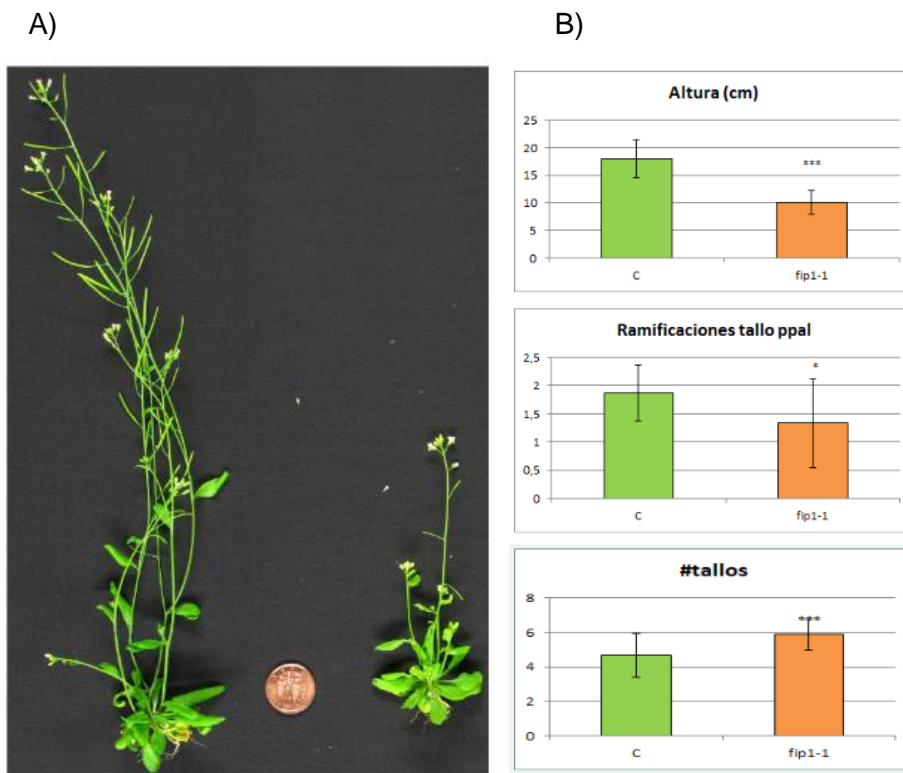 A)
B)
Altura (cm)
25
20
15
10
5
0
***
C
fip1-1
Ramificaciones tallo ppal
2,5
2
1,5
1
0,5
0
*
C
fip1-1
#tallos
8
6
4
2
0
***
C
fip1-1